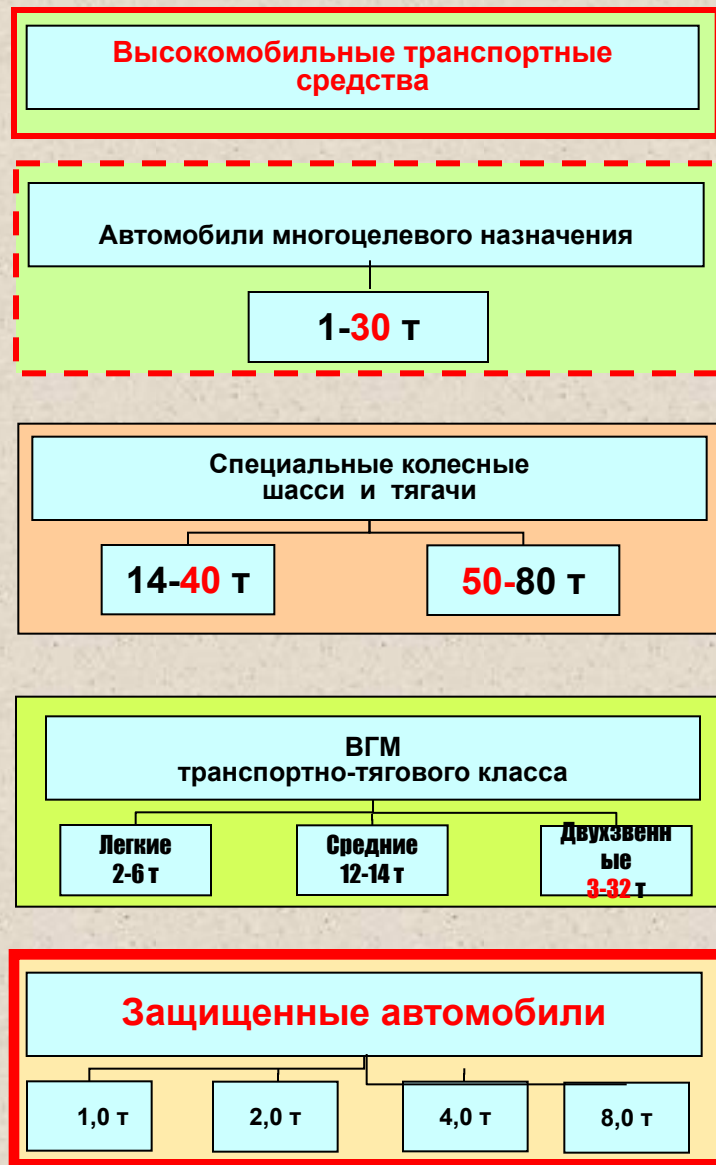 Высокомобильные транспортные
средства
Автомобили многоцелевого назначения
1-30 т
Специальные колесные
шасси и тягачи
14-40 т
50-80 т
ВГМ
транспортно-тягового класса
Легкие
2-6 т
Средние
12-14 т
Двухзвенн
ые
3-32 т
Защищенные автомобили
1,0 т
2,0 т
4,0 т
8,0 т